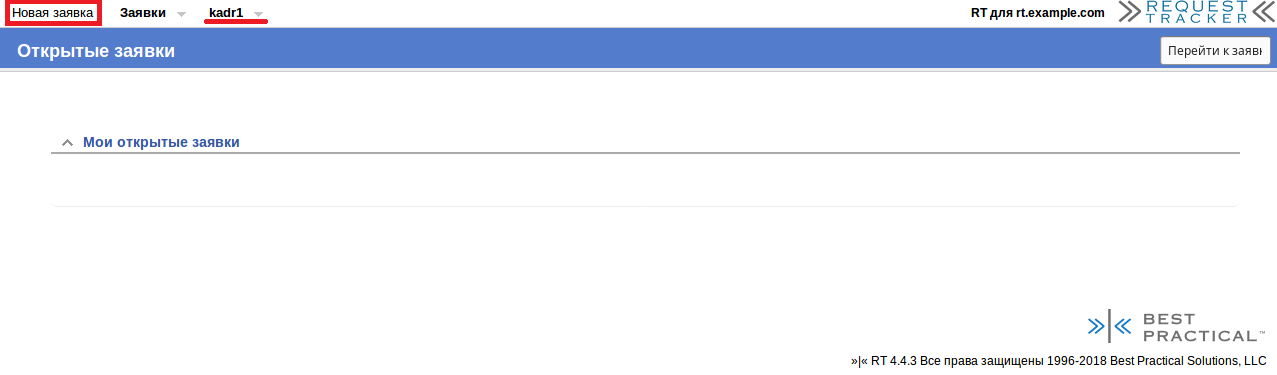 Новая заявка Заявки kadr1 RT для rt.example.com REQUEST TRACKER
Открытые заявки Перейти к заяв
Мои открытые заявки
BEST
PRACTICAL™
»|« RT 4.4.3 Все права защищены 1996-2018 Best Practical Solutions, LLC